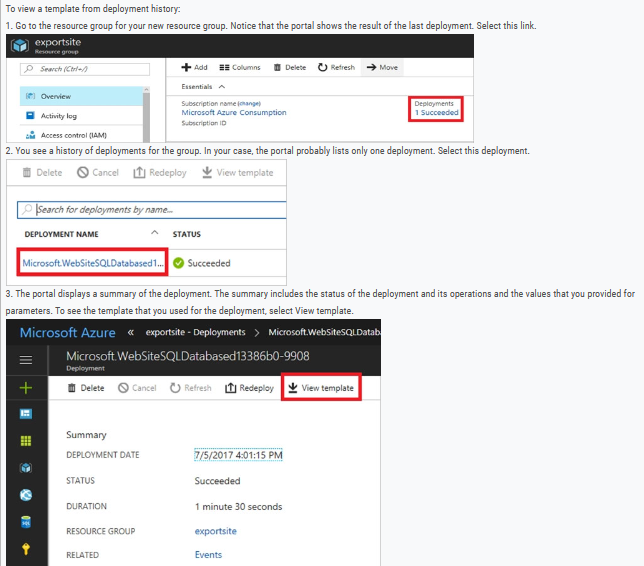 To view a template from deployment history:
1. Go to the resource group for your new resource group. Notice that the portal shows the result of the last deployment. Select this link.
exportsite
Resource group
Search (Ctrl+/)
Add Columns Delete Refresh Move
Essentials
Overview
Activity log
Access control (IAM)
Subscription name (change)
Microsoft Azure Consumption
Subscription ID
Deployments
1 Succeeded
2. You see a history of deployments for the group. In your case, the portal probably lists only one deployment. Select this deployment.
Delete Cancel Redeploy View template
Search for deployments by name...
DEPLOYMENT NAME STATUS
Microsoft.WebSiteSQLDatabased1... Succeeded
3. The portal displays a summary of the deployment. The summary includes the status of the deployment and its operations and the values that you provided for
parameters. To see the template that you used for the deployment, select View template.
Microsoft Azure « exportsite - Deployments > Microsoft.WebSiteSQLDatab
Microsoft.WebSiteSQLDatabased13386b0-9908
Deployment
Delete Cancel Refresh Redeploy View template
Summary
DEPLOYMENT DATE 7/5/2017 4:01:15 PM
STATUS Succeeded
DURATION 1 minute 30 seconds
RESOURCE GROUP exportsite
RELATED Events